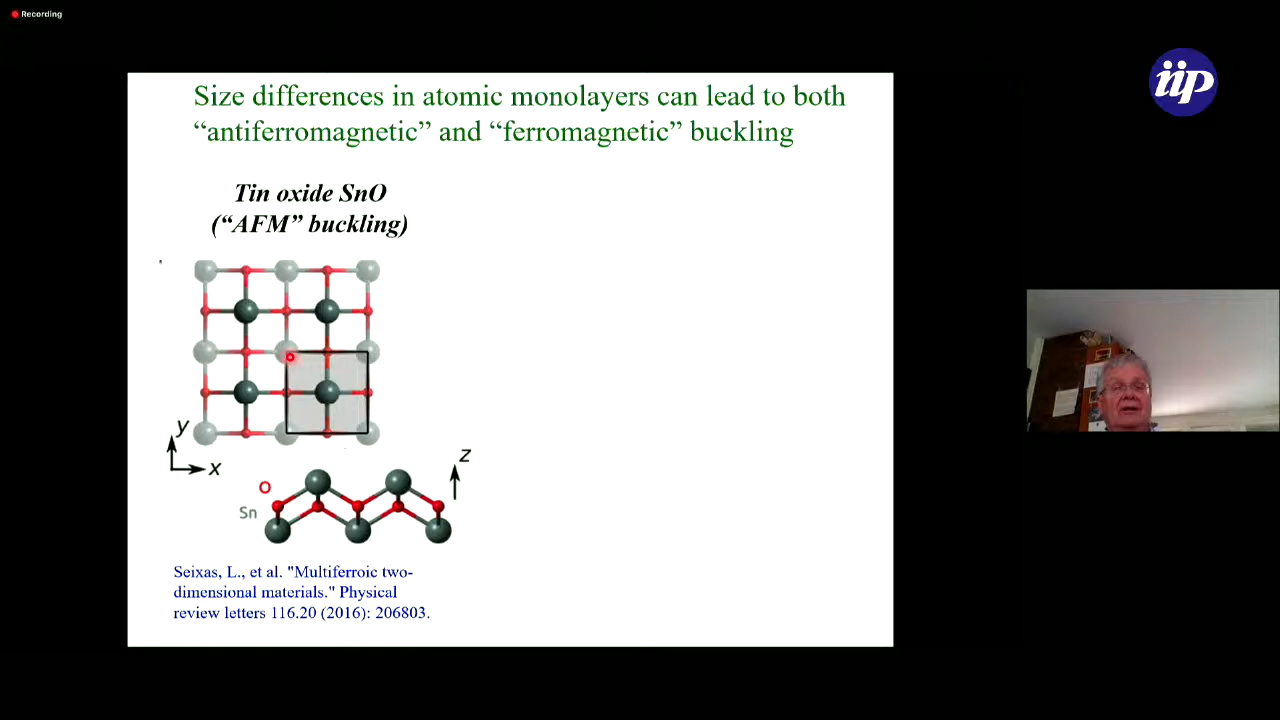 Recording
iip
Size differences in atomic monolayers can lead to both
“antiferromagnetic” and “ferromagnetic” buckling
Tin oxide SnO
(“AFM” buckling)
y
x
z
O
Sn
Seixas, L., et al. "Multiferroic two-
dimensional materials." Physical
review letters 116.20 (2016): 206803.